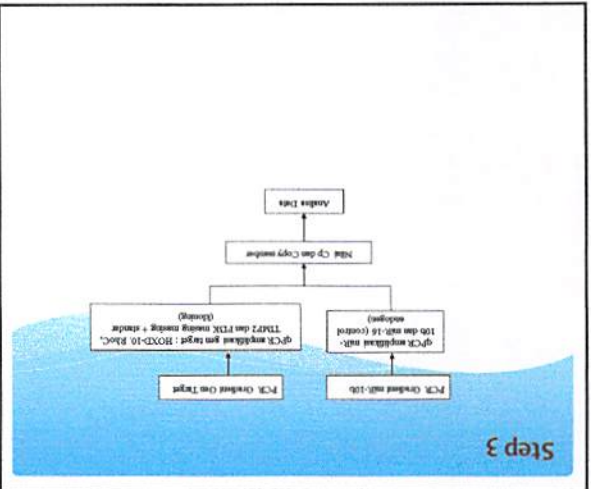 Step 3
PCR Gradient miR-10b
PCR Gradient Gen Target
qPCR amplifikasi miR-
10b dan miR-16 (control
endogen)
qPCR amplifikasi gen target : HOXD-10, RhoC,
TIMP2 dan PI3K masing masing + standar
(kloning)
Nilai Cp dan Copy number
Analisa Data